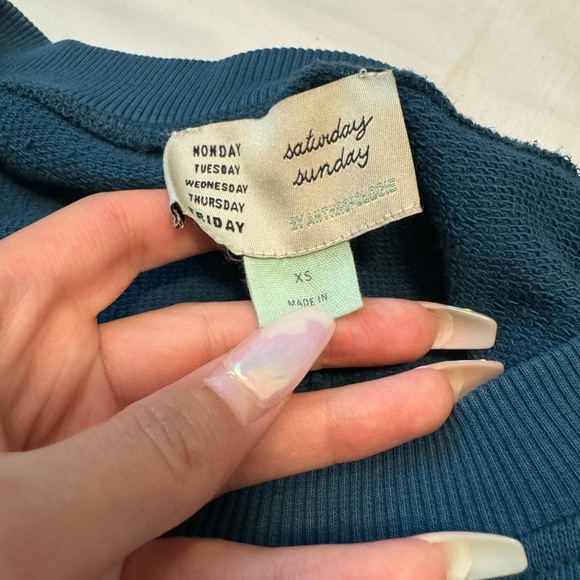 MONDAY
TUESDAY
WEDNESDAY
THURSDAY
FRIDAY
saturday
sunday
BY ANTHROPOLOGIE
XS
MADE IN